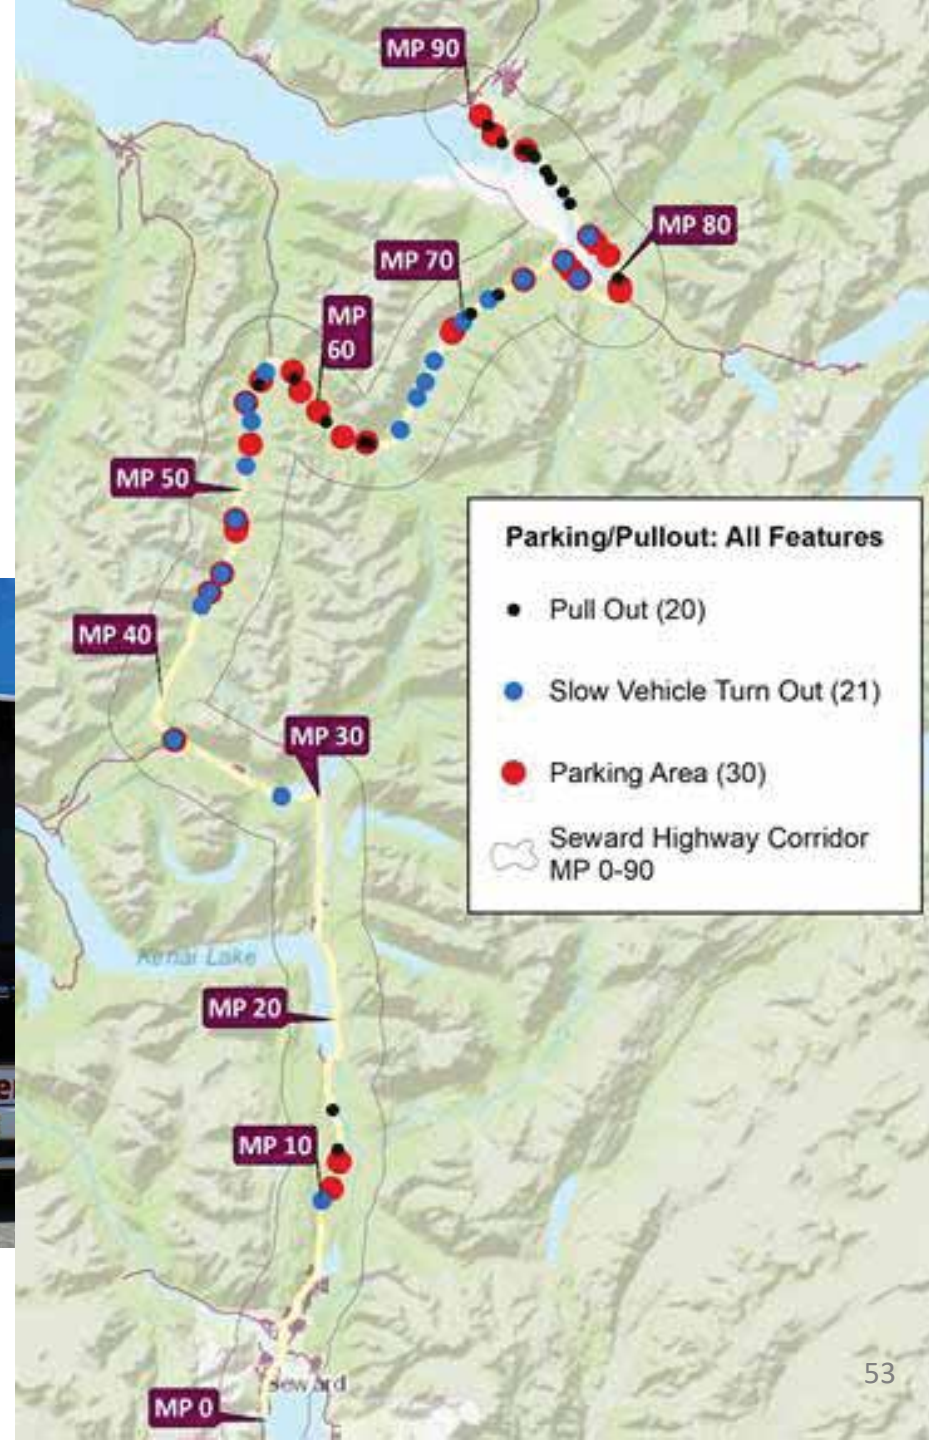 MP 90
MP 80
MP 70
MP
60
MP 50
Parking/Pullout: All Features
Pull Out (20)
Slow Vehicle Turn Out (21)
Parking Area (30)
Seward Highway Corridor
MP 0-90
MP 40
MP 30
Kenai Lake
MP 20
er
MP 10
Seward
MP 0
53